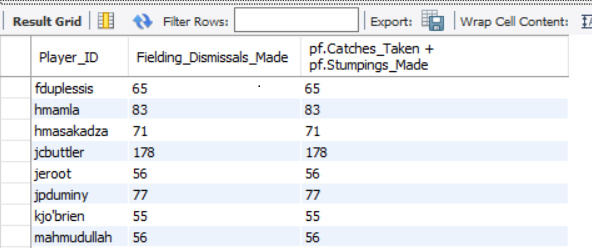 Result Grid Filter Rows: Export: Wrap Cell Content:
Player_ID Fielding_Dismissals_Made pf.Catches_Taken +
pf.Stumpings_Made
fduplessis 65 65
hmamla 83 83
hmasakadza 71 71
jcbuttler 178 178
jeroot 56 56
jpduminy 77 77
kjo'brien 55 55
mahmudullah 56 56